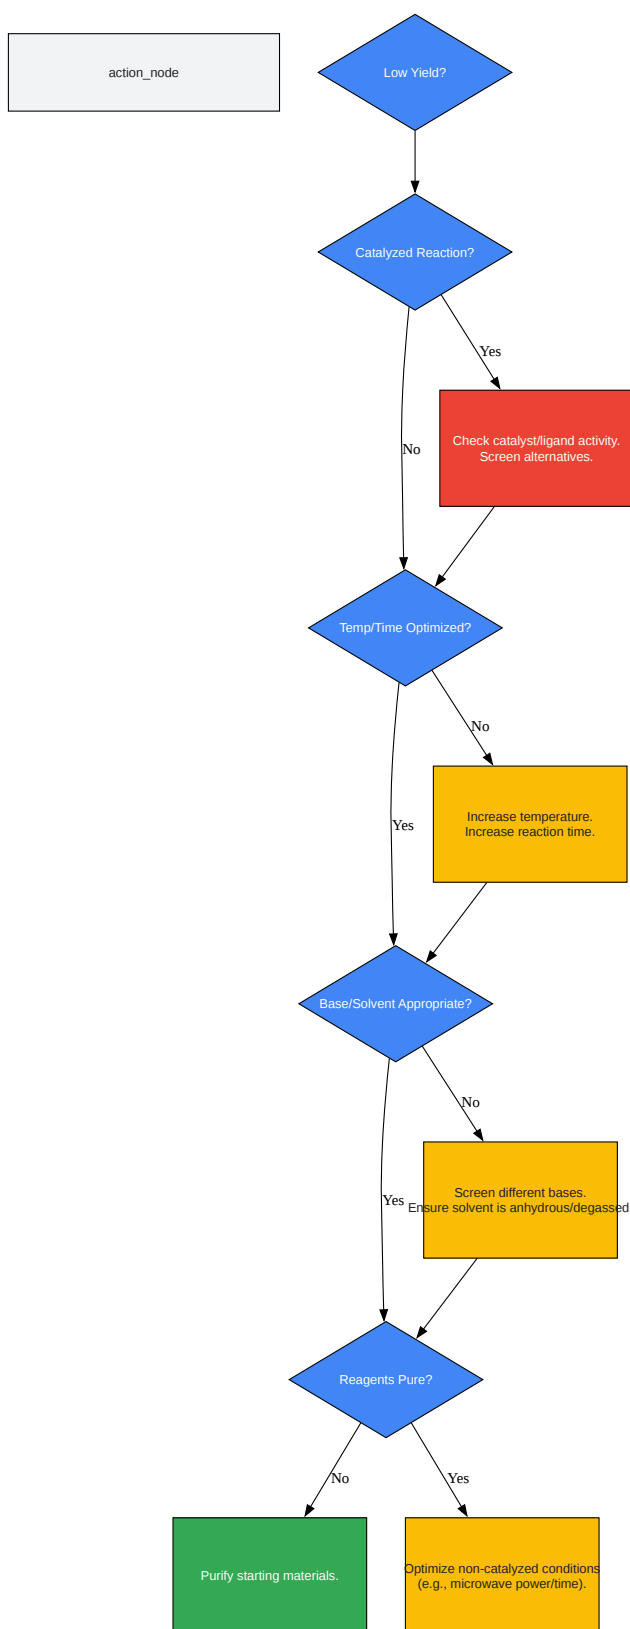 action_node
Low Yield?
Catalyzed Reaction?
Yes
Check catalyst/ligand activity.
Screen alternatives.
No
Temp/Time Optimized?
No
Increase temperature.
Increase reaction time.
Yes
Base/Solvent Appropriate?
No
Screen different bases.
Ensure solvent is anhydrous/degassed
Yes
Reagents Pure?
No
Yes
Purify starting materials.
Optimize non-catalyzed conditions
(e.g., microwave power/time).